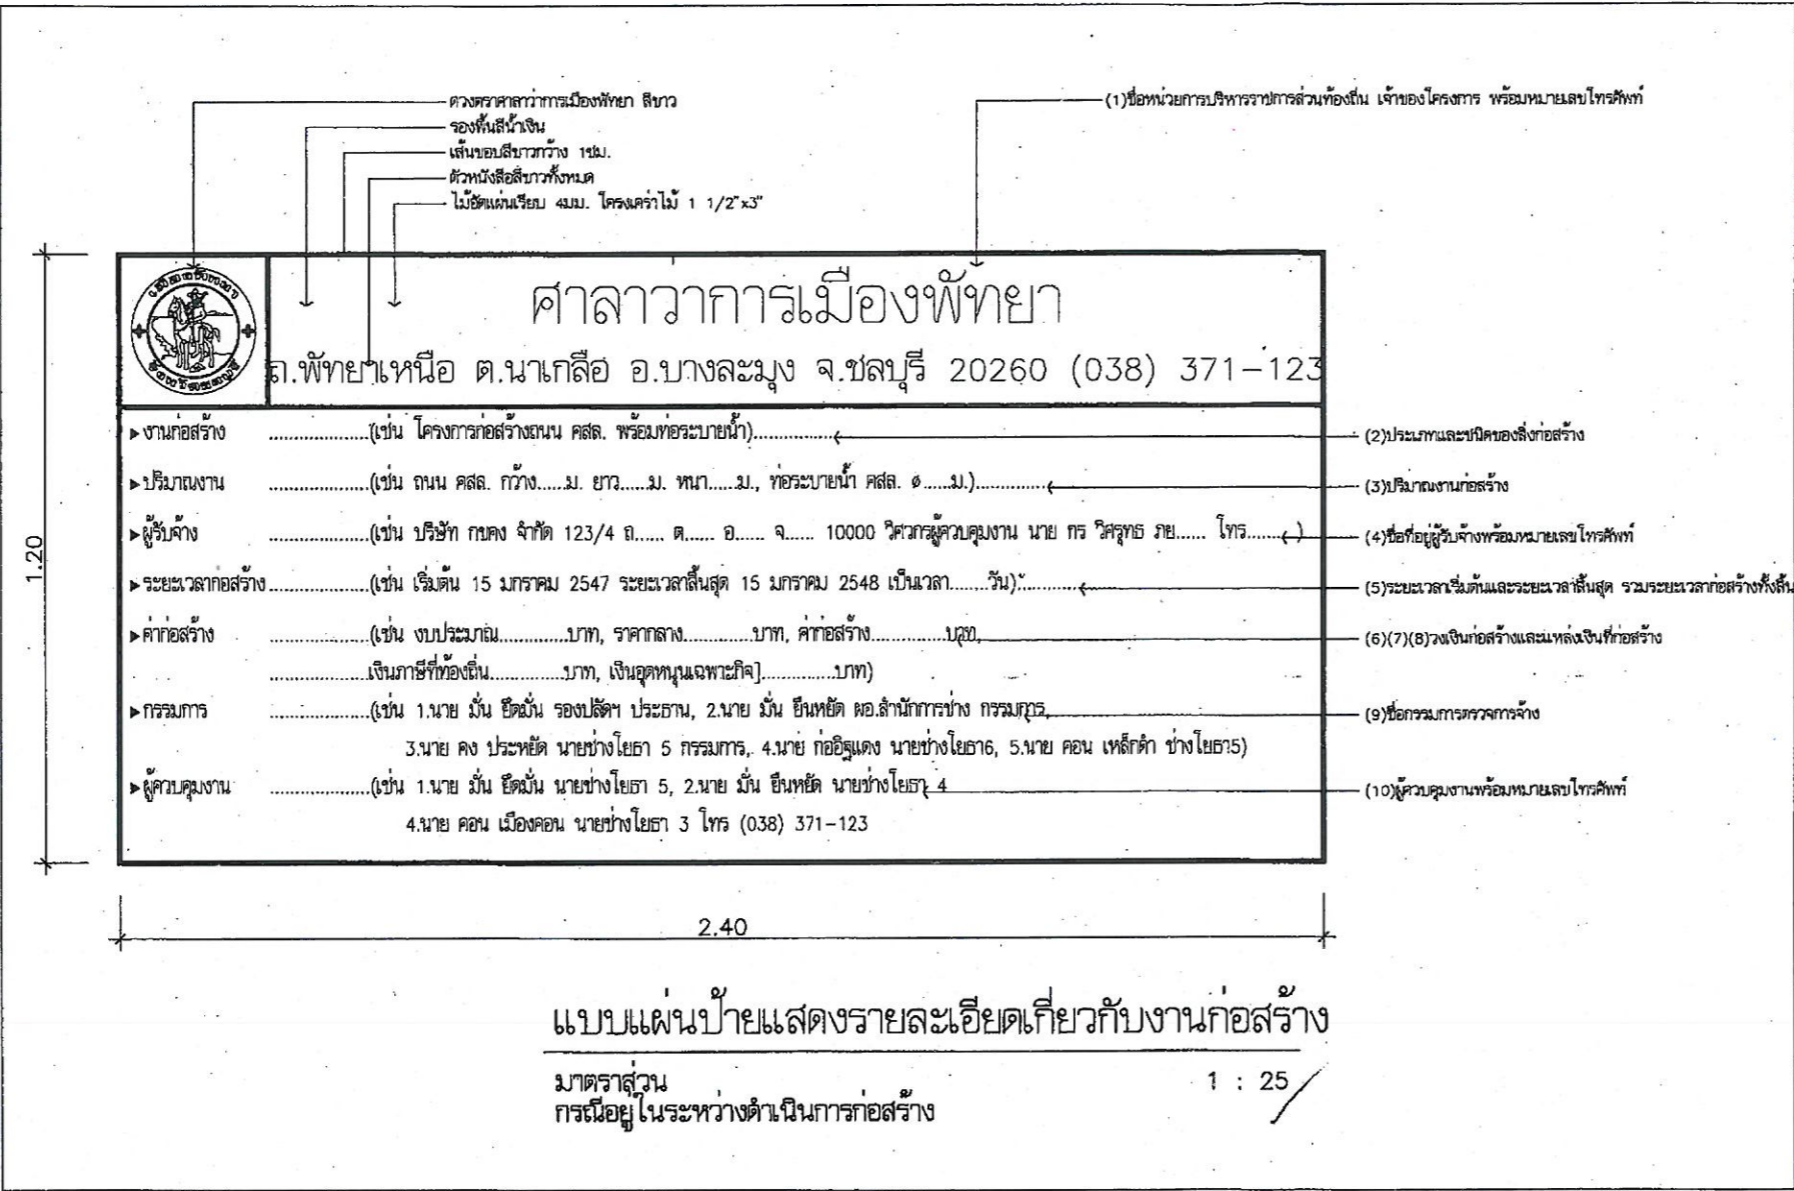 ดวงตราศาลาว่าการเมืองพัทยา สีขาว
รองพื้นสีน้ำเงิน
เส้นขอบสีขาวกว้าง 1ซม.
ตัวหนังสือสีขาวทั้งหมด
ไม้อัดแผ่นเรียบ 4มม. โครงเคร่าไม้ 1 1/2"x3"
(1)ชื่อหน่วยการบริหารราชการส่วนท้องถิ่น เจ้าของโครงการ พร้อมหมายเลขโทรศัพท์
ศาลาวาการเมืองพัทยา
ถ.พัทยาเหนือ ต.นาเกลือ อ.บางละมุง จ.ชลบุรี 20260 (038) 371-123
▸งานก่อสร้าง ...................(เช่น โครงการก่อสร้างถนน คสล. พร้อมท่อระบายน้ำ)............... (2)ประเภทและชนิดของสิ่งก่อสร้าง
▸ปริมาณงาน ...................(เช่น ถนน คสล. กว้าง.....ม. ยาว.....ม. หนา.....ม., ท่อระบายน้ำ คสล. ø.....ม.)............. (3)ปริมาณงานก่อสร้าง
▸ผู้รับจ้าง ...................(เช่น บริษัท กขคง จำกัด 123/4 ถ...... ต...... อ..... จ...... 10000 วิศวกรผู้ควบคุมงาน นาย กร วิศรุทธ ภย...... โทร.......) (4)ชื่อที่อยู่ผู้รับจ้างพร้อมหมายเลขโทรศัพท์
▸ระยะเวลาก่อสร้าง...................(เช่น เริ่มต้น 15 มกราคม 2547 ระยะเวลาสิ้นสุด 15 มกราคม 2548 เป็นเวลา.......วัน)........... (5)ระยะเวลาเริ่มต้นและระยะเวลาสิ้นสุด รวมระยะเวลาก่อสร้างทั้งสิ้น
▸ค่าก่อสร้าง ...................(เช่น งบประมาณ.............บาท, ราคากลาง.............บาท, ค่าก่อสร้าง..............บาท, (6)(7)(8)วงเงินก่อสร้างและแหล่งเงินที่ก่อสร้าง
...................เงินภาษีที่ท้องถิ่น..............บาท, เงินอุดหนุนเฉพาะกิจ]..............บาท)
▸กรรมการ ...................(เช่น 1.นาย มั่น ยึดมั่น รองปลัดฯ ประธาน, 2.นาย มั่น ยืนหยัด ผอ.สำนักการช่าง กรรมการ, (9)ชื่อกรรมการตรวจการจ้าง
3.นาย คง ประหยัด นายช่างโยธา 5 กรรมการ, 4.นาย ก่ออิฐแดง นายช่างโยธา6, 5.นาย คอน เหล็กดำ ช่างโยธา5)
▸ผู้ควบคุมงาน ...................(เช่น 1.นาย มั่น ยึดมั่น นายช่างโยธา 5, 2.นาย มั่น ยืนหยัด นายช่างโยธา 4 (10)ผู้ควบคุมงานพร้อมหมายเลขโทรศัพท์
4.นาย คอน เมืองคอน นายช่างโยธา 3 โทร (038) 371-123
1.20
2.40
แบบแผ่นป้ายแสดงรายละเอียดเกี่ยวกับงานก่อสร้าง
มาตราส่วน 1 : 25
กรณีอยู่ในระหว่างดำเนินการก่อสร้าง